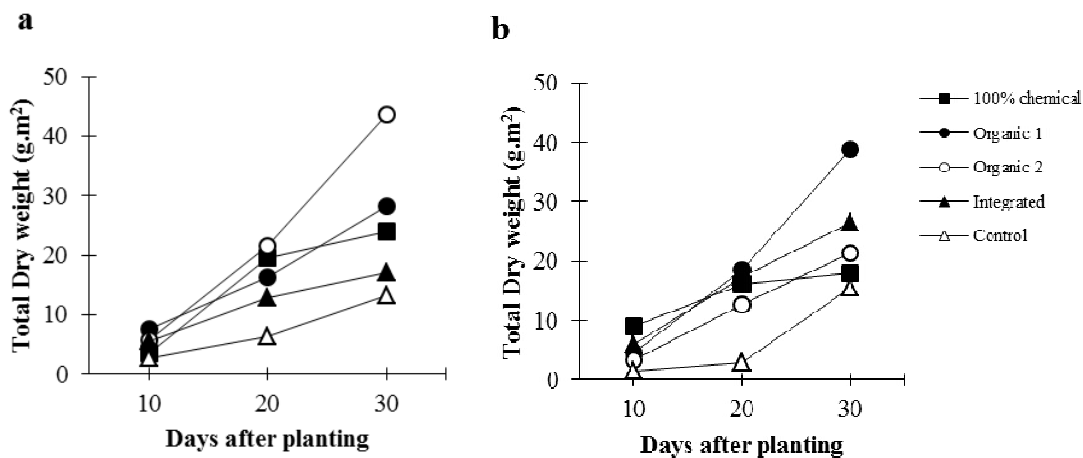 a
50
40
30
20
10
0
Total Dry weight (g.m²)
10 20 30
Days after planting
b
50
40
30
20
10
0
Total Dry weight (g.m²)
10 20 30
Days after planting
100% chemical
Organic 1
Organic 2
Integrated
Control